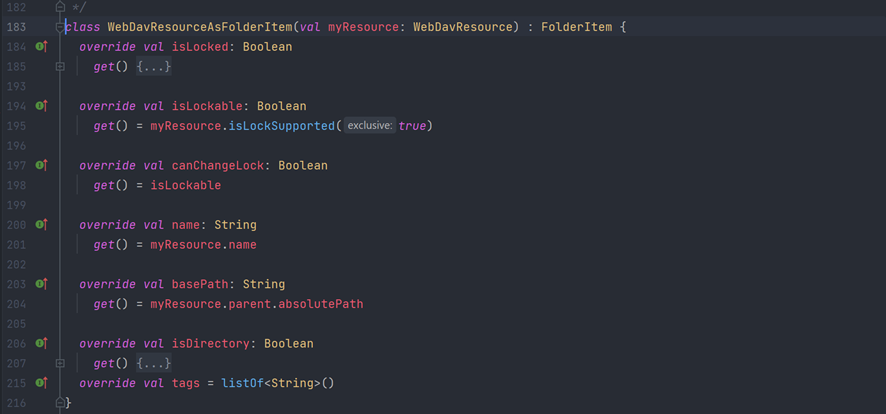 182 */
183 class WebDavResourceAsFolderItem(val myResource: WebDavResource) : FolderItem {
184 override val isLocked: Boolean
185 get() {...}
193
194 override val isLockable: Boolean
195 get() = myResource.isLockSupported( exclusive: true)
196
197 override val canChangeLock: Boolean
198 get() = isLockable
199
200 override val name: String
201 get() = myResource.name
202
203 override val basePath: String
204 get() = myResource.parent.absolutePath
205
206 override val isDirectory: Boolean
207 get() {...}
215 override val tags = listOf<String>()
216 }